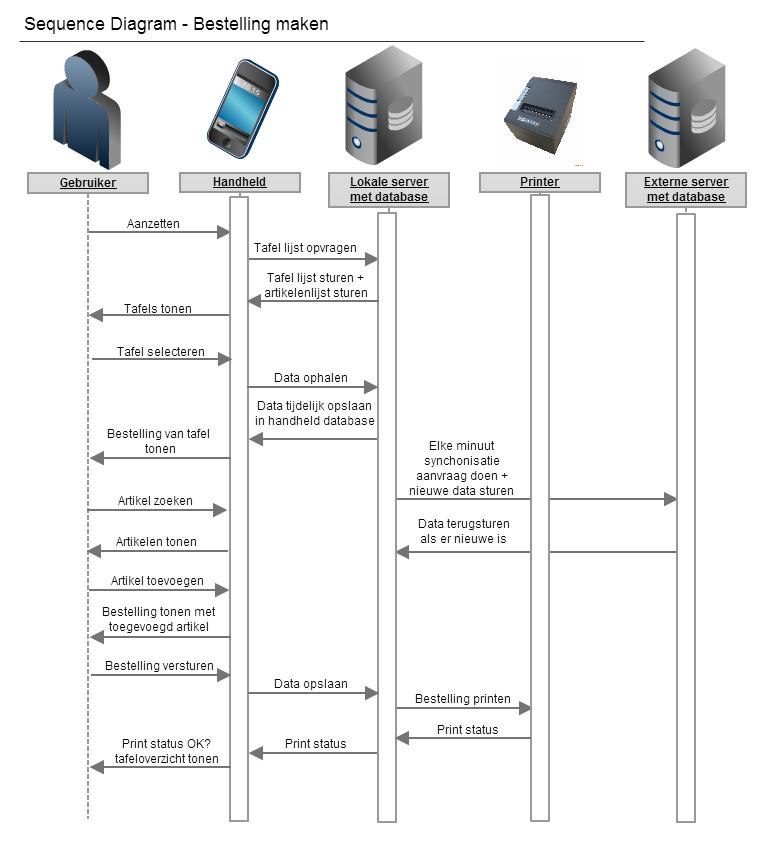 Sequence Diagram - Bestelling maken
10.15
Gebruiker
Handheld
Lokale server
met database
Printer
Externe server
met database
Aanzetten
Tafel lijst opvragen
Tafel lijst sturen +
artikelenlijst sturen
Tafels tonen
Tafel selecteren
Data ophalen
Data tijdelijk opslaan
in handheld database
Bestelling van tafel
tonen
Elke minuut
synchonisatie
aanvraag doen +
nieuwe data sturen
Artikel zoeken
Data terugsturen
als er nieuwe is
Artikelen tonen
Artikel toevoegen
Bestelling tonen met
toegevoegd artikel
Bestelling versturen
Data opslaan
Bestelling printen
Print status
Print status
Print status OK?
tafeloverzicht tonen